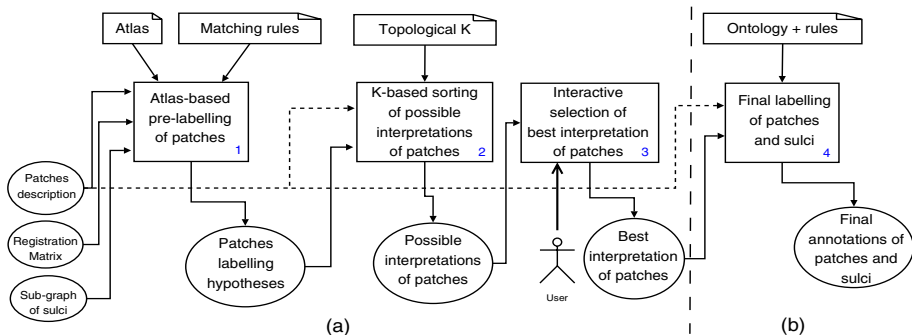 Atlas
Matching rules
Topological K
Ontology + rules
Atlas-based
pre-labelling
of patches
1
K-based sorting
of possible
interpretations
of patches
2
Interactive
selection of
best interpretation
of patches
3
Final labelling
of patches
and sulci
4
Patches
description
Registration
Matrix
Sub-graph
of sulci
Patches
labelling
hypotheses
Possible
interpretations
of patches
User
Best
interpretation
of patches
Final
annotations of
patches and
sulci
(a)
(b)